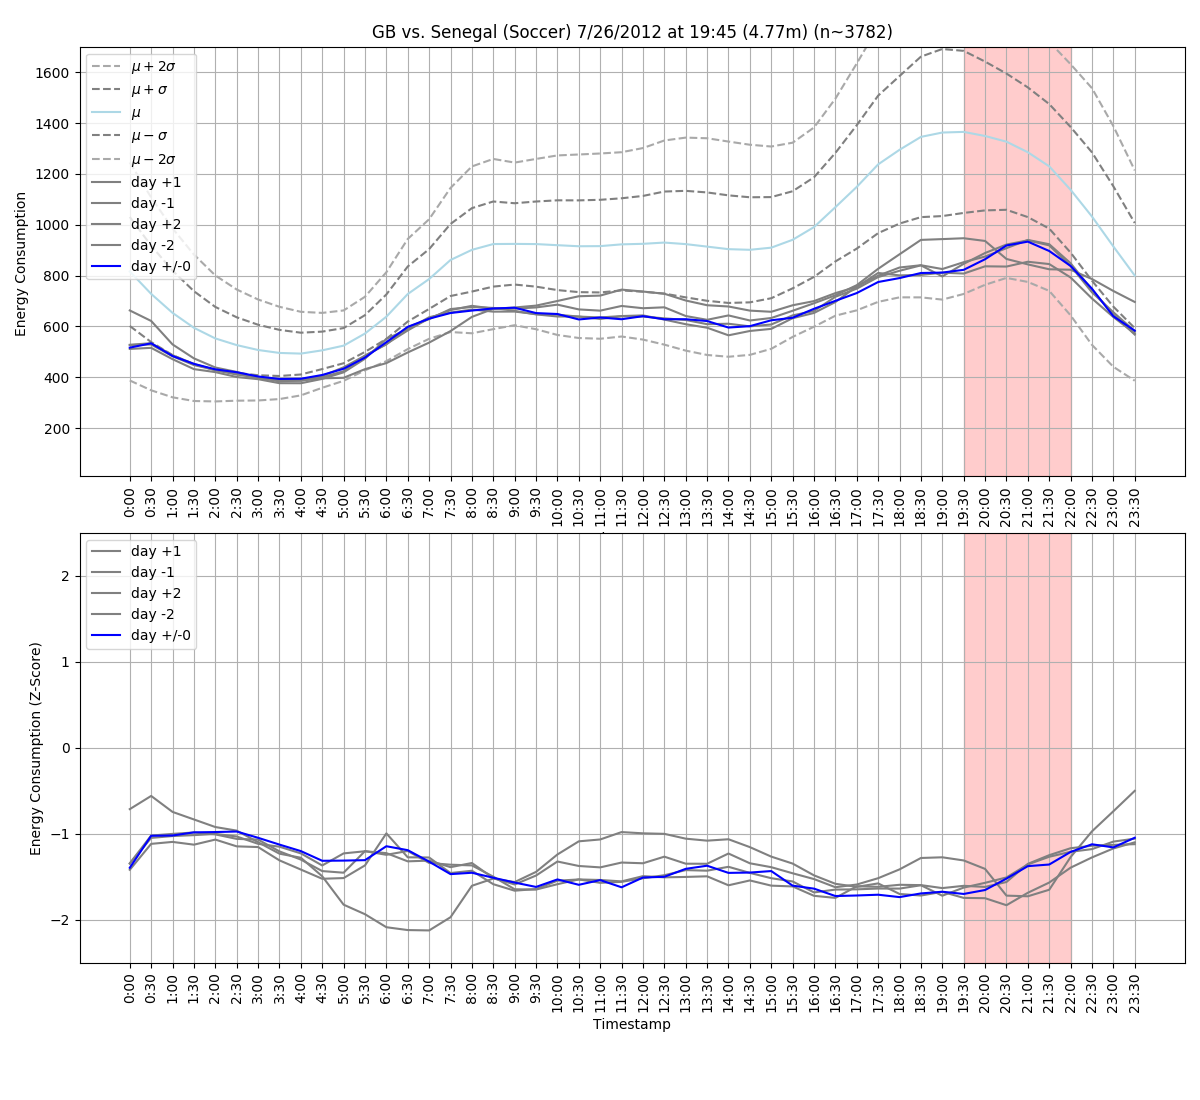 GB vs. Senegal (Soccer) 7/26/2012 at 19:45 (4.77m) (n~3782)
Energy Consumption
1600
1400
1200
1000
800
600
400
200
μ + 2σ
μ + σ
μ
μ − σ
μ − 2σ
day +1
day -1
day +2
day -2
day +/-0
0:00 0:30 1:00 1:30 2:00 2:30 3:00 3:30 4:00 4:30 5:00 5:30 6:00 6:30 7:00 7:30 8:00 8:30 9:00 9:30 10:00 10:30 11:00 11:30 12:00 12:30 13:00 13:30 14:00 14:30 15:00 15:30 16:00 16:30 17:00 17:30 18:00 18:30 19:00 19:30 20:00 20:30 21:00 21:30 22:00 22:30 23:00 23:30
Energy Consumption (Z-Score)
2
1
0
−1
−2
day +1
day -1
day +2
day -2
day +/-0
0:00 0:30 1:00 1:30 2:00 2:30 3:00 3:30 4:00 4:30 5:00 5:30 6:00 6:30 7:00 7:30 8:00 8:30 9:00 9:30 10:00 10:30 11:00 11:30 12:00 12:30 13:00 13:30 14:00 14:30 15:00 15:30 16:00 16:30 17:00 17:30 18:00 18:30 19:00 19:30 20:00 20:30 21:00 21:30 22:00 22:30 23:00 23:30
Timestamp